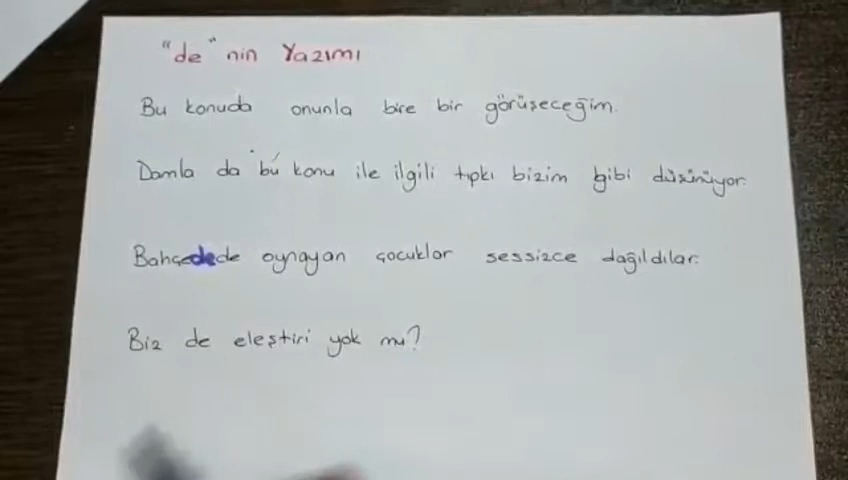 "de" nin Yazımı
Bu konuda onunla bire bir görüşeceğim.
Damla da bu konu ile ilgili tıpkı bizim gibi düşünüyor.
Bahçede oynayan çocuklar sessizce dağıldılar.
Biz de eleştiri yok mu?